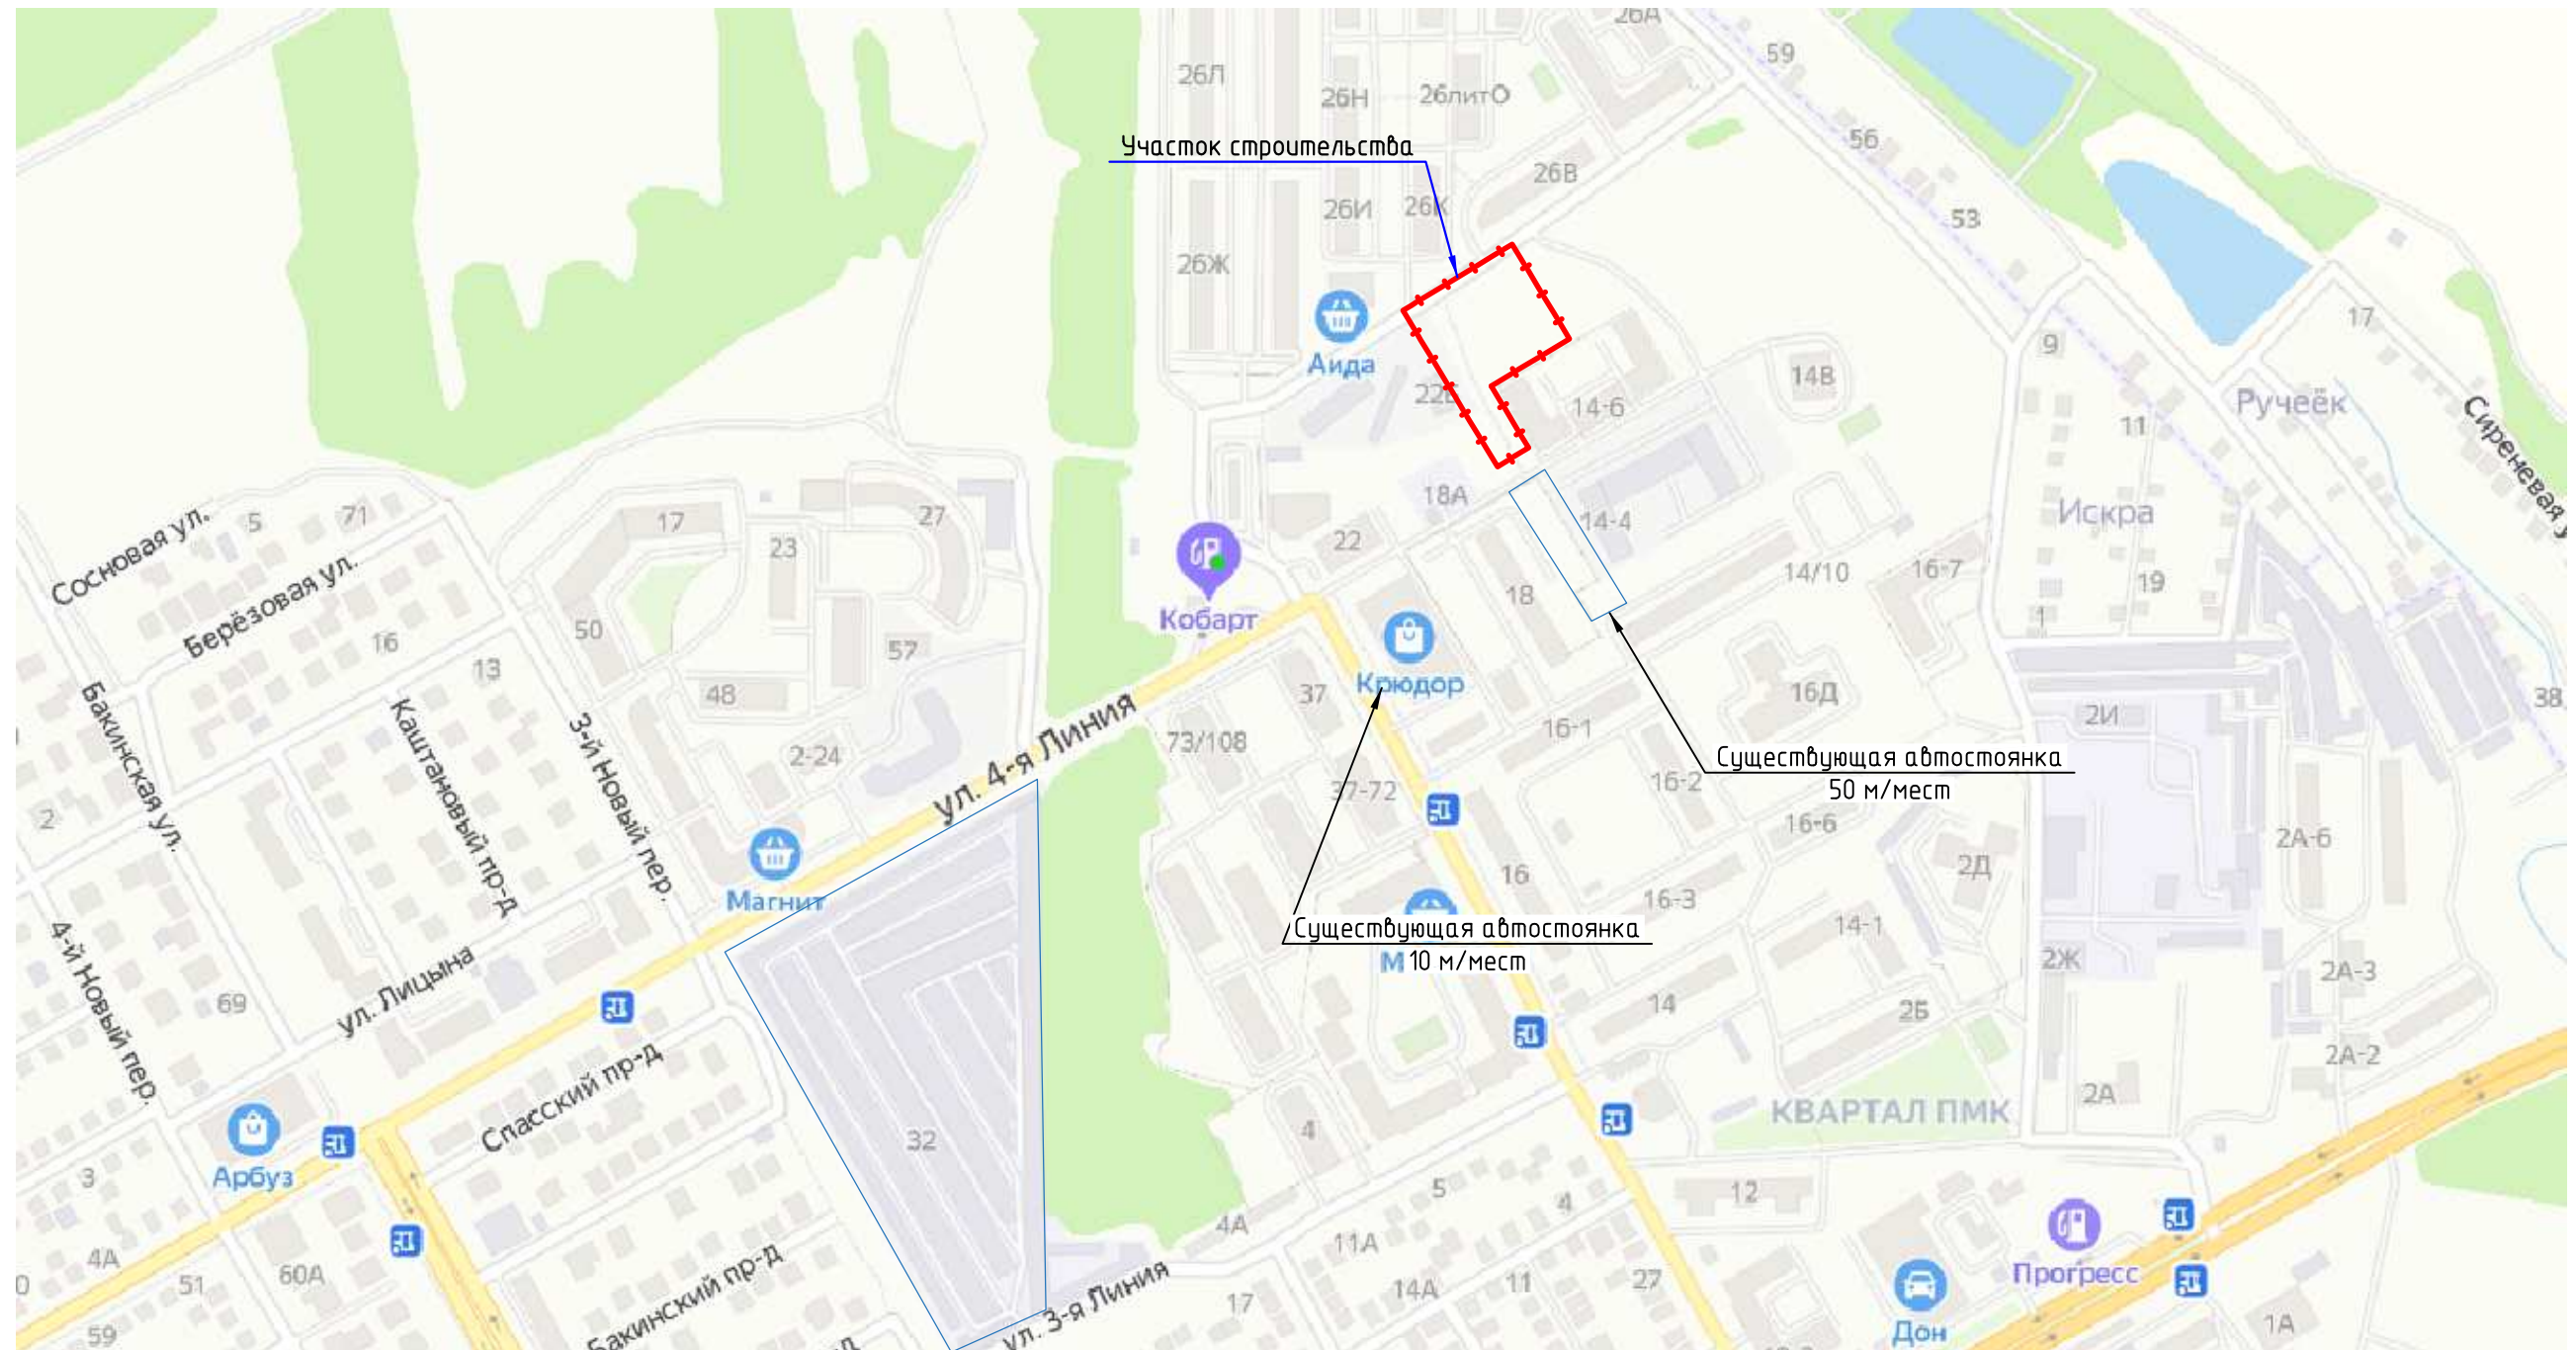 26А
59
26Л
26Н
26литО
56
Участок строительства
26В
26И
26К
53
26Ж
Аида
17
9
14В
22Б
14-6
Ручеёк
11
Сиреневая у
18А
Сосновая ул.
5
71
17
27
14-4
Искра
22
23
Берёзовая ул.
18
14/10
16-7
19
1
Кобарт
50
16
57
13
Крюдор
37
48
16Д
38
2И
Бакинская ул.
Каштановый пр-д
3-й Новый пер.
ул. 4-я Линия
73/108
16-1
2-24
Существующая автостоянка
50 м/мест
37-72
16-2
2
16-6
2А-6
Магнит
16
2Д
16-3
Существующая автостоянка
М 10 м/мест
14-1
4-й Новый пер.
ул. Лицына
2Ж
2А-3
69
14
2Б
Спасский пр-д
2А-2
2А
КВАРТАЛ ПМК
32
4
Арбуз
3
5
4
12
4А
11А
4А
51
60А
Бакинский пр-д
ул. 3-я Линия
17
14А
11
27
Прогресс
Дон
59
1А